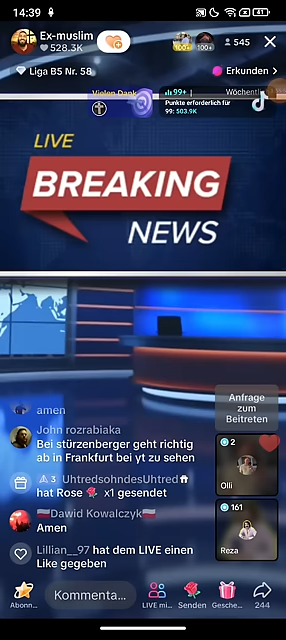 14:39
41
Ex-muslim
528.3K
100+
100+
545
Liga B5 Nr. 58
Erkunden
Vielen Dank
99+
Punkte erforderlich für
99: 503.9K
LIVE
BREAKING
NEWS
amen
John rozrabiaka
Bei stürzenberger geht richtig
ab in Frankfurt bei yt zu sehen
3 UhtredsohndesUhtred
hat Rose 🌹 x1 gesendet
🇵🇱Dawid Kowalczyk🇵🇱
Amen
Lillian__97 hat dem LIVE einen
Like gegeben
Anfrage
zum
Beitreten
2
Olli
161
Reza
Abonn...
Kommenta...
LIVE mi...
Senden
Gesche...
244